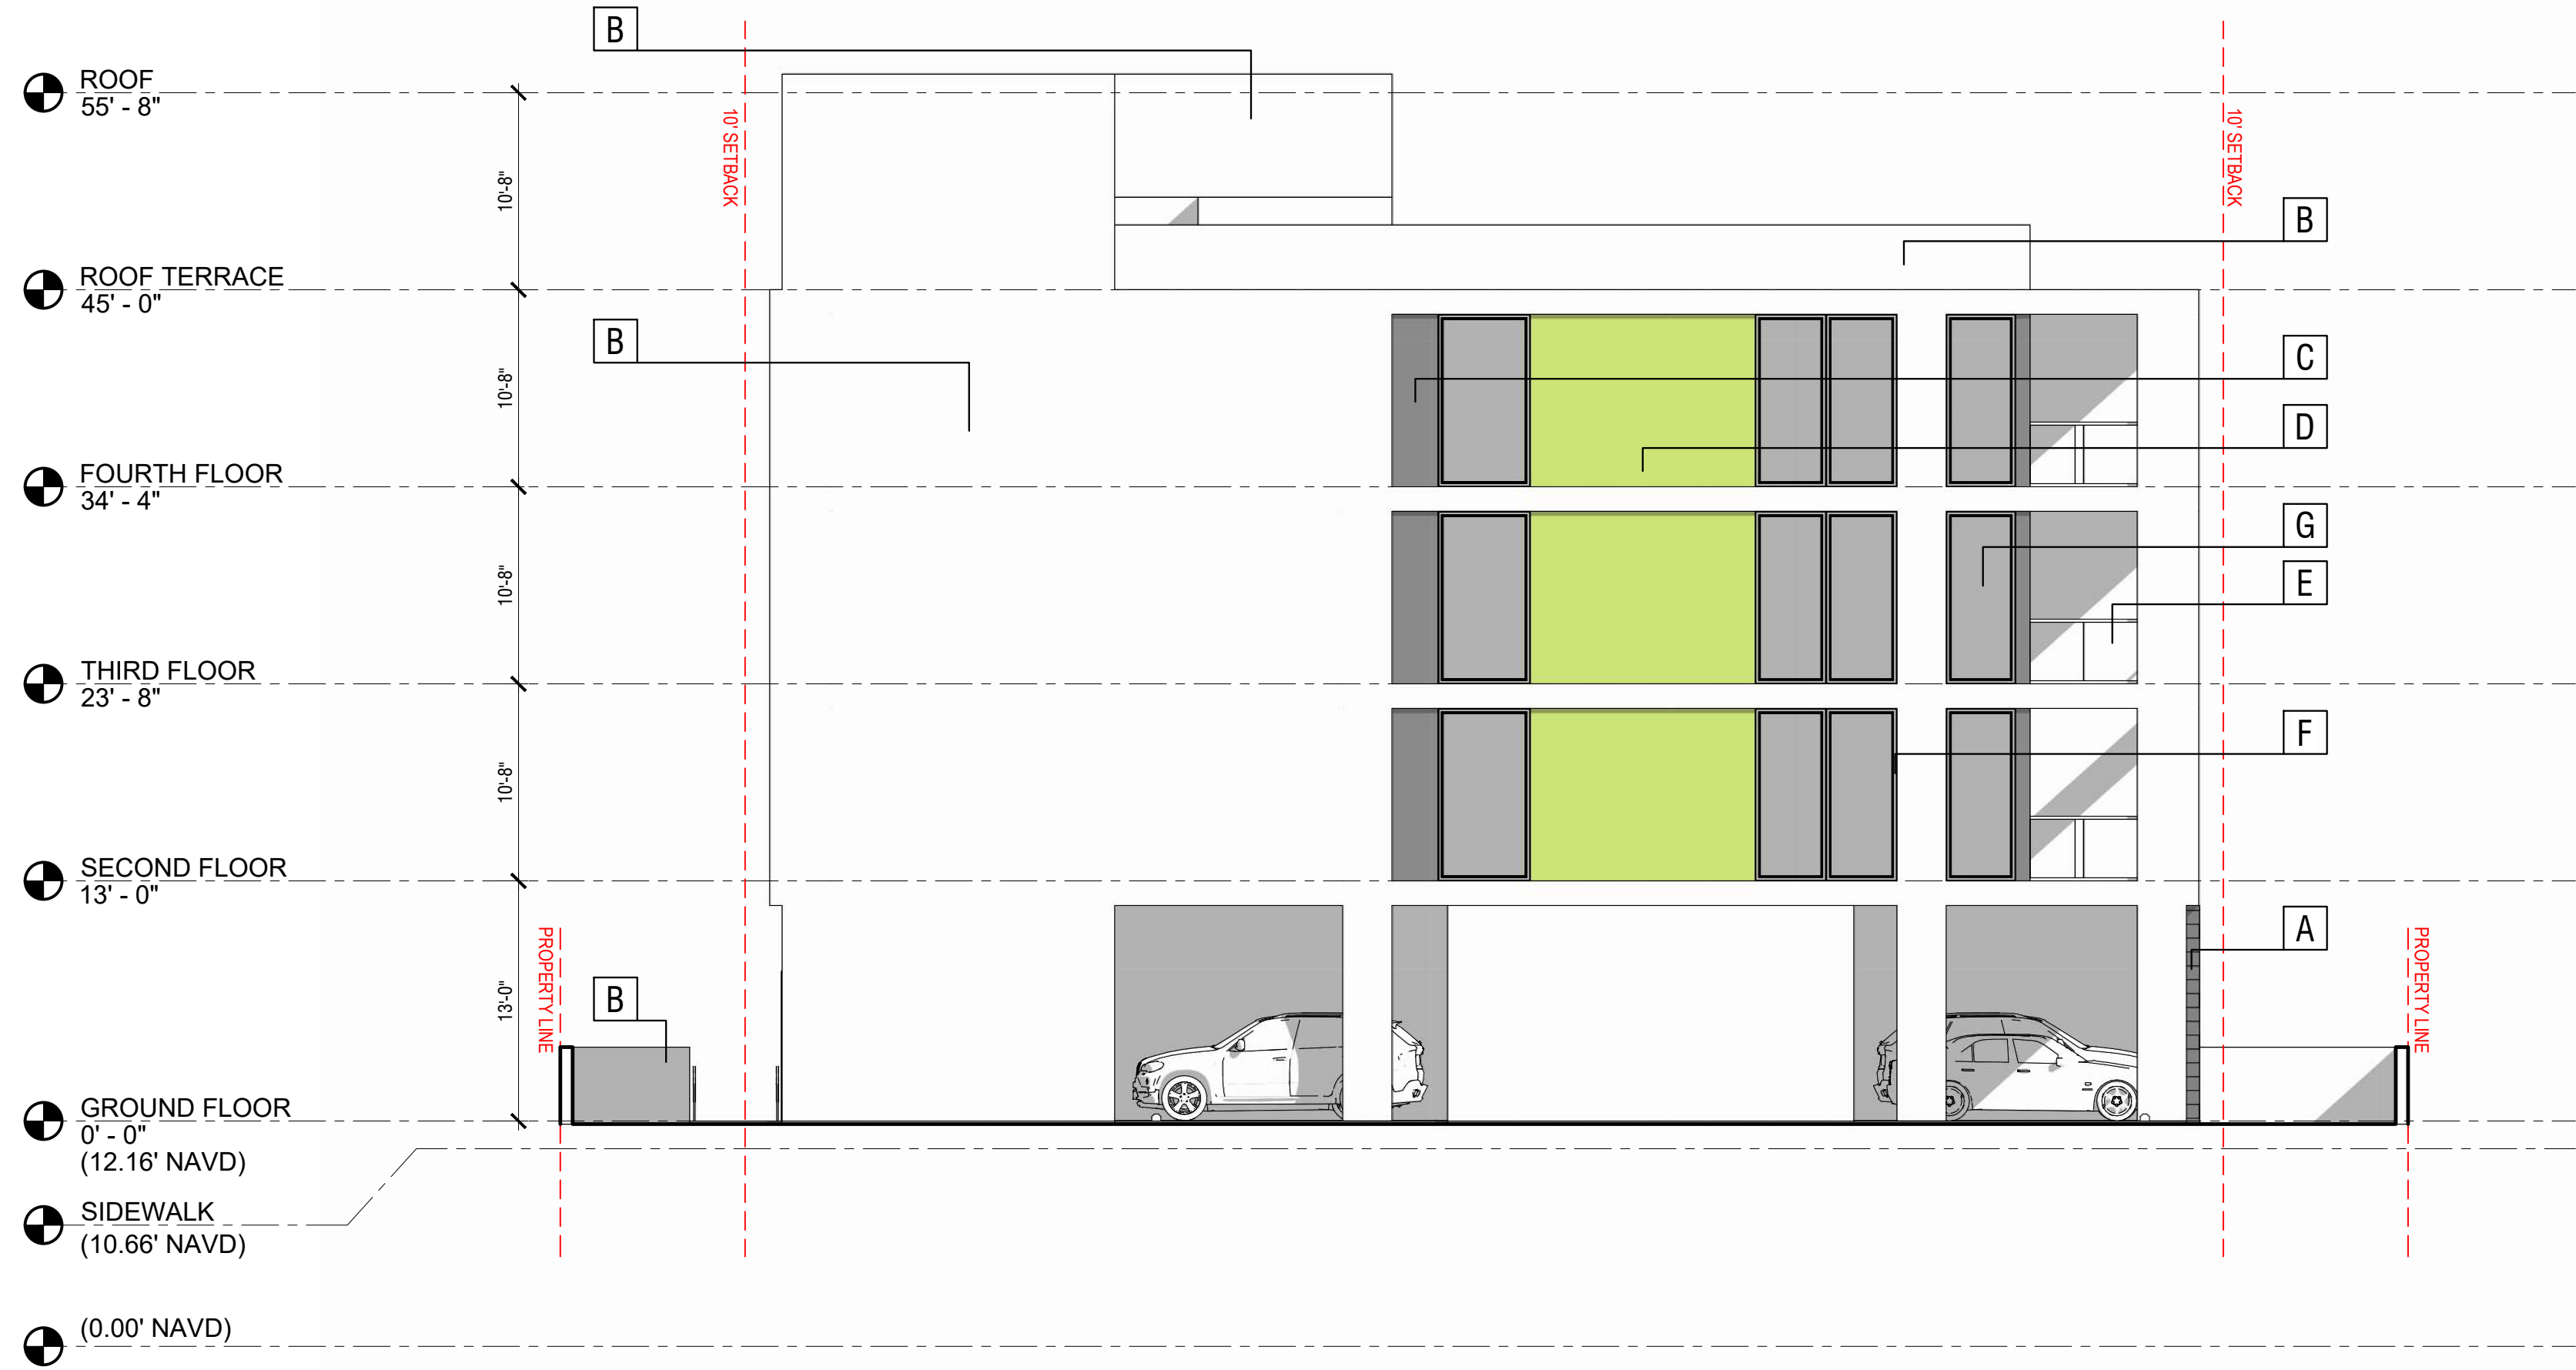 B
ROOF
55' - 8"
10' SETBACK
10' SETBACK
10'-8"
B
ROOF TERRACE
45' - 0"
B
C
10'-8"
D
FOURTH FLOOR
34' - 4"
G
10'-8"
E
THIRD FLOOR
23' - 8"
F
10'-8"
SECOND FLOOR
13' - 0"
A
PROPERTY LINE
PROPERTY LINE
13'-0"
B
GROUND FLOOR
0' - 0"
(12.16' NAVD)
SIDEWALK
(10.66' NAVD)
(0.00' NAVD)